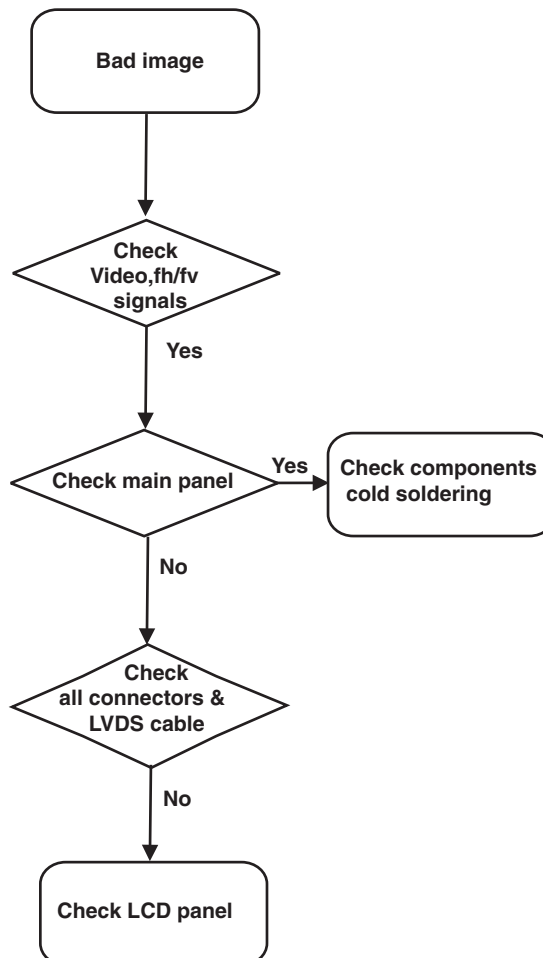 Bad image
Check
Video,fh/fv
signals
Yes
Check main panel
Yes
Check components
cold soldering
No
Check
all connectors &
LVDS cable
No
Check LCD panel